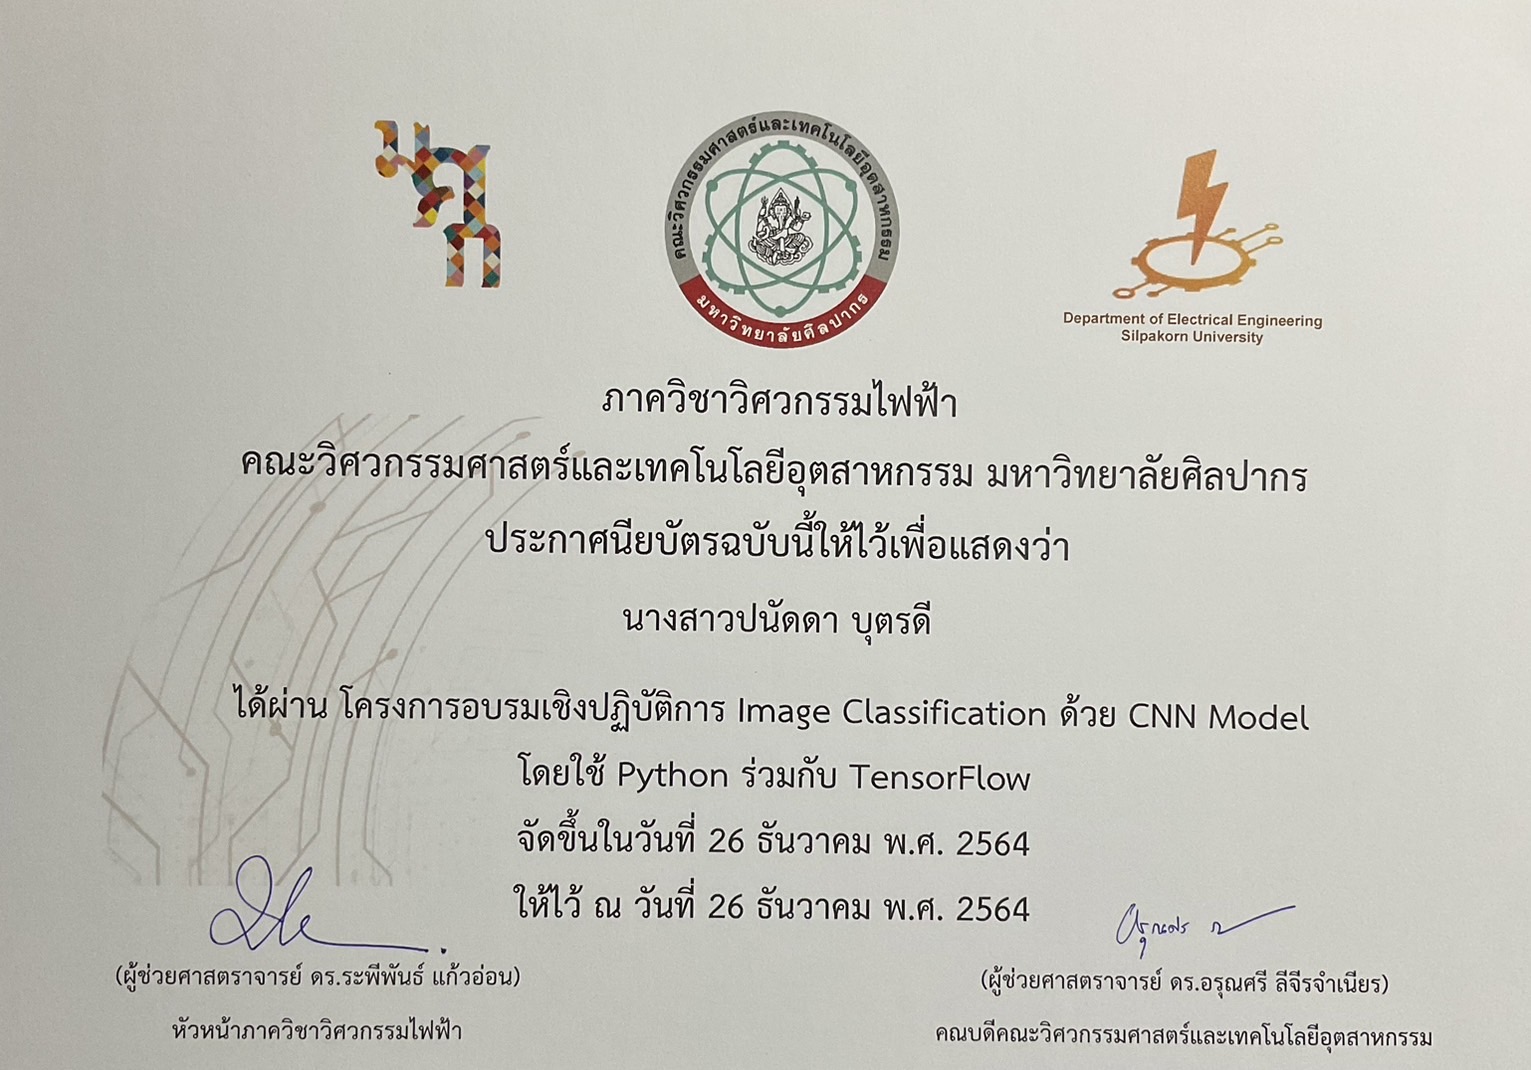 มศก
คณะวิศวกรรมศาสตร์และเทคโนโลยีอุตสาหกรรม
มหาวิทยาลัยศิลปากร
Department of Electrical Engineering
Silpakorn University
ภาควิชาวิศวกรรมไฟฟ้า
คณะวิศวกรรมศาสตร์และเทคโนโลยีอุตสาหกรรม มหาวิทยาลัยศิลปากร
ประกาศนียบัตรฉบับนี้ให้ไว้เพื่อแสดงว่า
นางสาวปนัดดา บุตรดี
ได้ผ่าน โครงการอบรมเชิงปฏิบัติการ Image Classification ด้วย CNN Model
โดยใช้ Python ร่วมกับ TensorFlow
จัดขึ้นในวันที่ 26 ธันวาคม พ.ศ. 2564
ให้ไว้ ณ วันที่ 26 ธันวาคม พ.ศ. 2564
(ผู้ช่วยศาสตราจารย์ ดร.ระพีพันธ์ แก้วอ่อน)
หัวหน้าภาควิชาวิศวกรรมไฟฟ้า
(ผู้ช่วยศาสตราจารย์ ดร.อรุณศรี ลีจีรจำเนียร)
คณบดีคณะวิศวกรรมศาสตร์และเทคโนโลยีอุตสาหกรรม